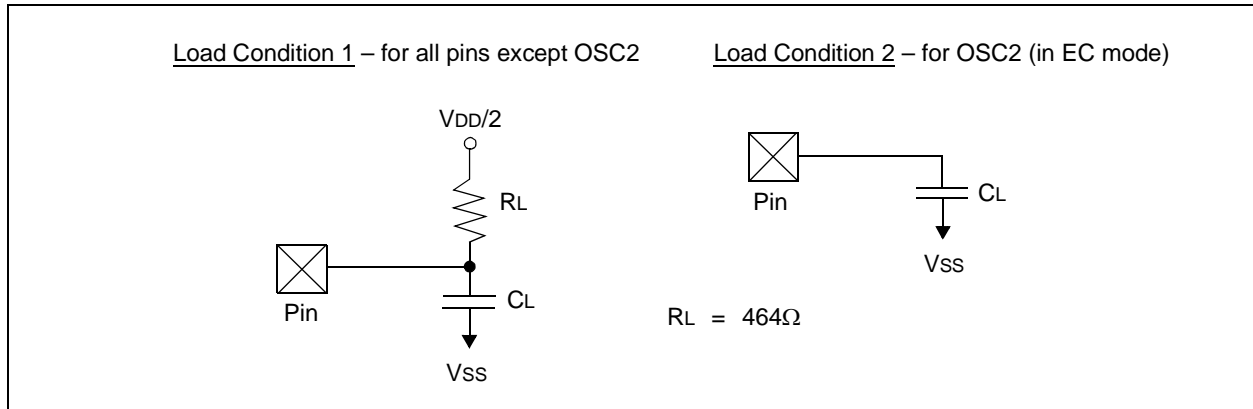 Load Condition 1 – for all pins except OSC2
VDD/2
RL
Pin
CL
VSS
Load Condition 2 – for OSC2 (in EC mode)
Pin
CL
VSS
RL = 464Ω